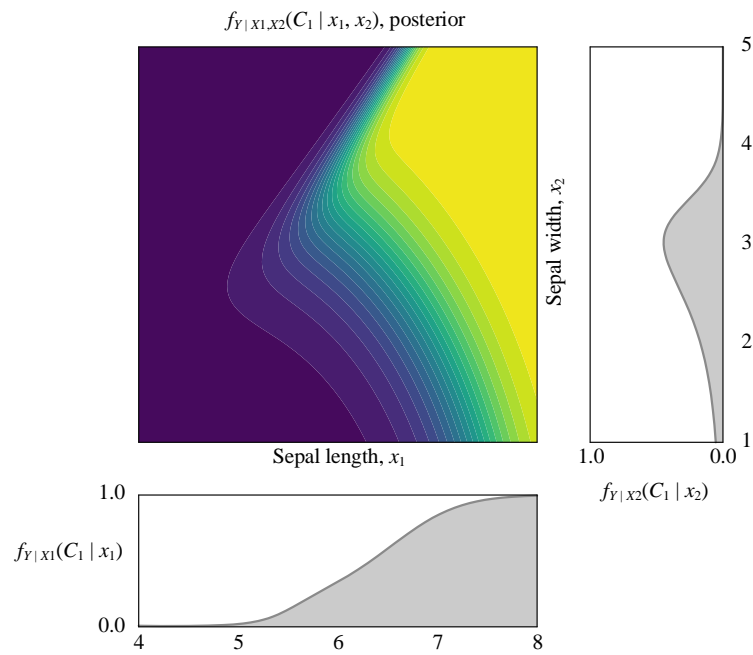 f_{Y | X1,X2}(C_1 | x_1, x_2), posterior
5
4
3
2
1
Sepal width, x_2
Sepal length, x_1
1.0
0.0
f_{Y | X2}(C_1 | x_2)
1.0
f_{Y | X1}(C_1 | x_1)
0.0
4
5
6
7
8